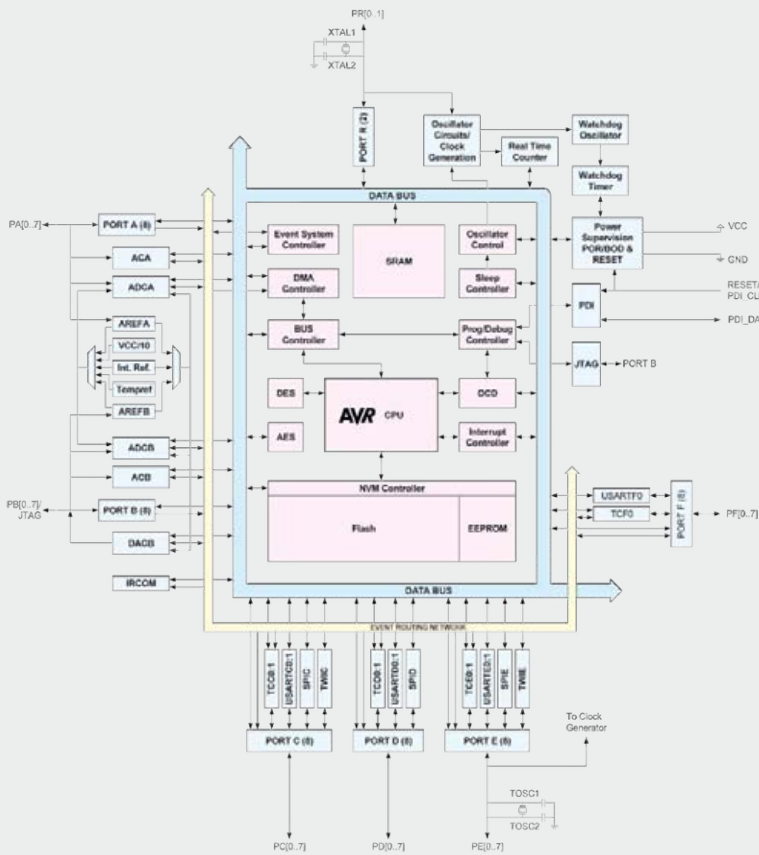 PR[0..1]
XTAL1
XTAL2
PORT R (2)
Oscillator
Circuits/
Clock
Generation
Watchdog
Oscillator
Real Time
Counter
Watchdog
Timer
DATA BUS
PA[0..7]
PORT A (8)
Event System
Controller
SRAM
Oscillator
Control
Power
Supervision
POR/BOD &
RESET
VCC
GND
ACA
ADCA
DMA
Controller
Sleep
Controller
RESET/
PDI_CL
PDI
PDI_DA
AREFA
VCC/10
Int. Ref.
Tempref
AREFB
BUS
Controller
Prog/Debug
Controller
JTAG
PORT B
DES
AVR CPU
OCD
AES
Interrupt
Controller
ADCB
ACB
NVM Controller
Flash
EEPROM
PB[0..7]/
JTAG
PORT B (8)
DACB
IRCOM
USARTF0
TCF0
PORT F (8)
PF[0..7]
DATA BUS
EVENT ROUTING NETWORK
TCC0:1
USARTC0:1
SPIC
TWIC
TCD0:1
USARTD0:1
SPID
TCE0:1
USARTE0:1
SPIE
TWIE
PORT C (8)
PORT D (8)
PORT E (8)
To Clock
Generator
TOSC1
TOSC2
PC[0..7]
PD[0..7]
PE[0..7]